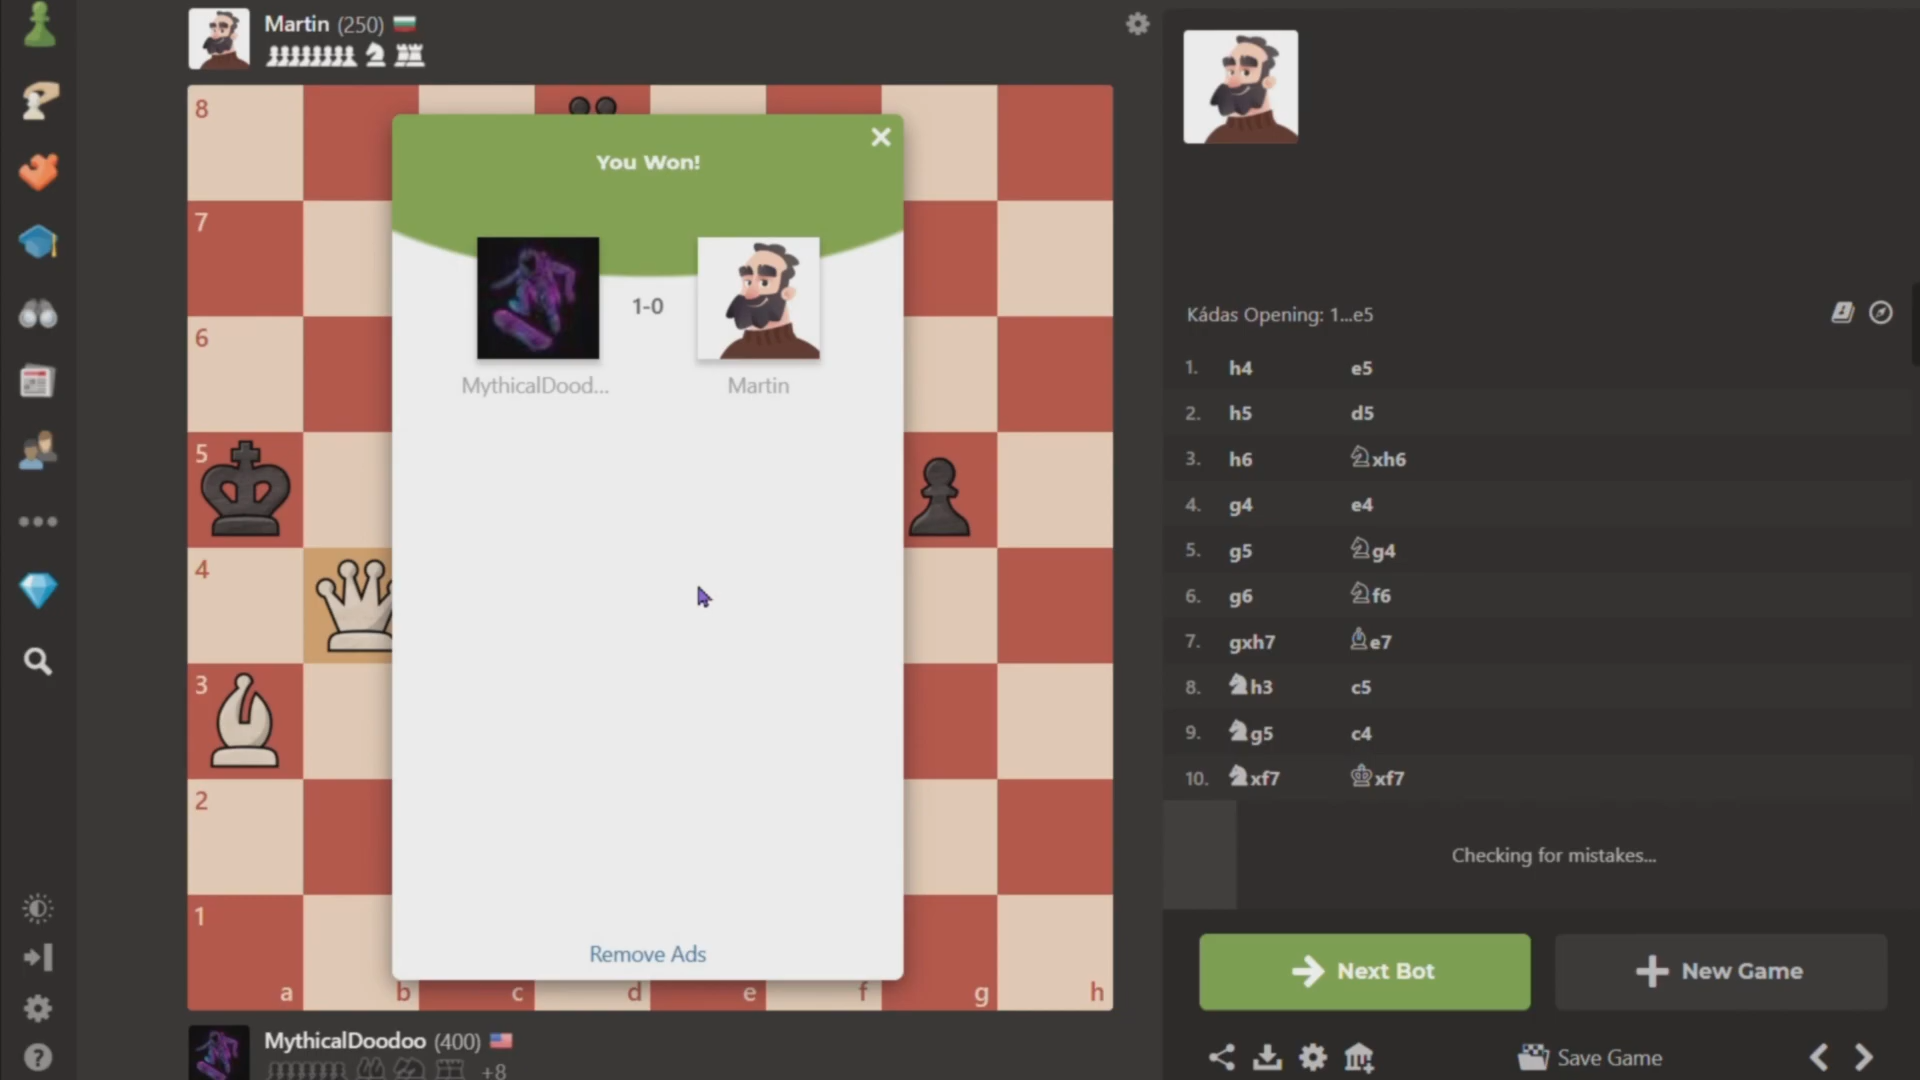 Martin (250)
8
7
6
5
4
3
2
1
a b c d e f g h
You Won!
1-0
MythicalDood...
Martin
Remove Ads
MythicalDoodoo (400)
+8
Kádas Opening: 1...e5
1. h4 e5
2. h5 d5
3. h6 xh6
4. g4 e4
5. g5 g4
6. g6 f6
7. gxh7 e7
8. h3 c5
9. g5 c4
10. xf7 xf7
Checking for mistakes...
Next Bot
New Game
Save Game